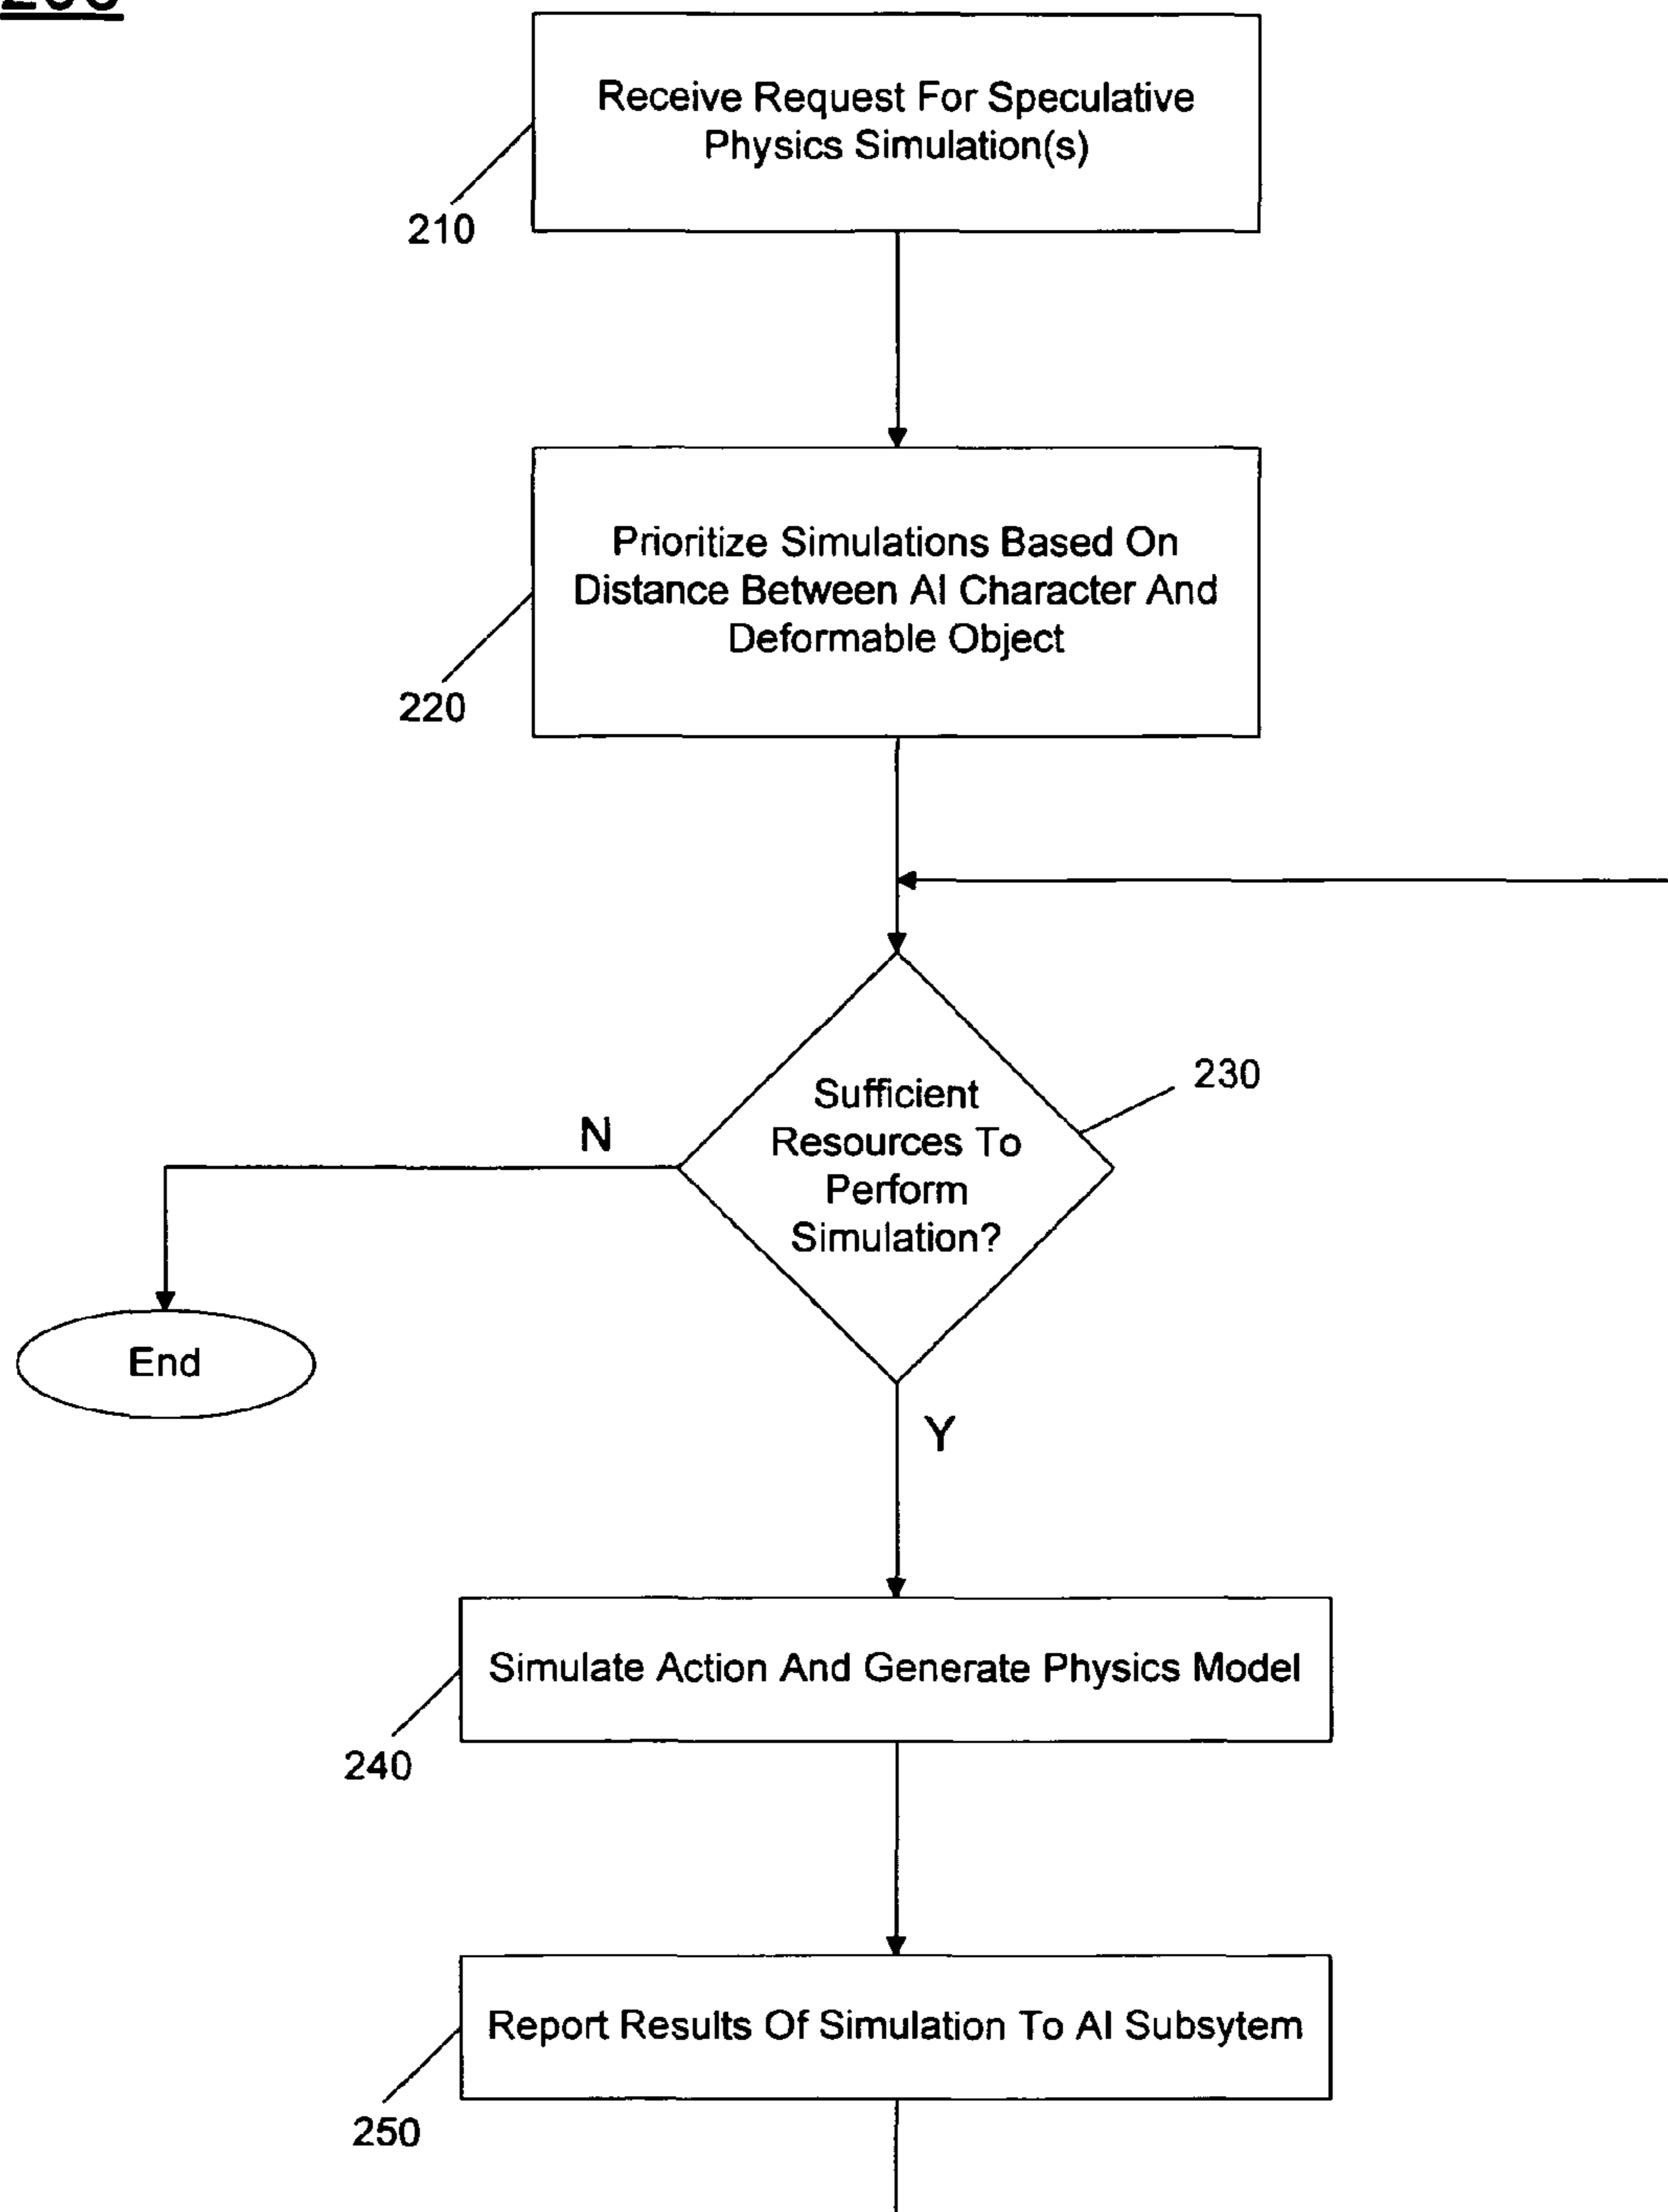 Receive Request For Speculative
Physics Simulation(s)
210
Prioritize Simulations Based On
Distance Between AI Character And
Deformable Object
220
230
Sufficient
Resources To
Perform
Simulation?
N
End
Y
Simulate Action And Generate Physics Model
240
Report Results Of Simulation To AI Subsytem
250